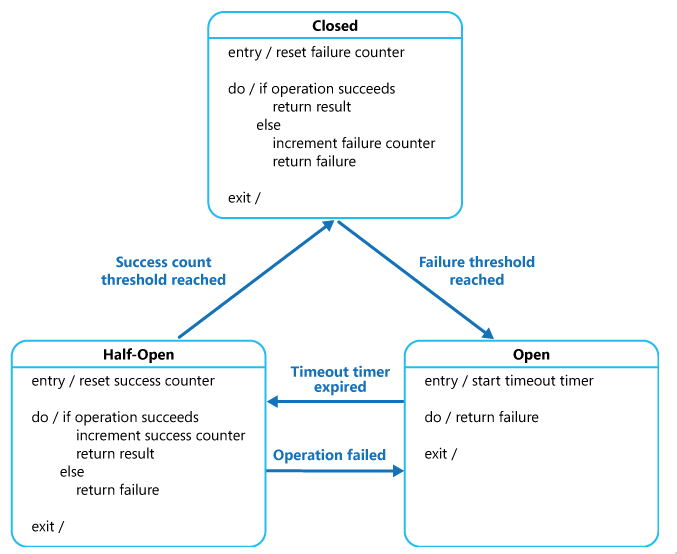 Closed
entry / reset failure counter
do / if operation succeeds
return result
else
increment failure counter
return failure
exit /
Success count
threshold reached
Failure threshold
reached
Half-Open
entry / reset success counter
do / if operation succeeds
increment success counter
return result
else
return failure
exit /
Timeout timer
expired
Operation failed
Open
entry / start timeout timer
do / return failure
exit /